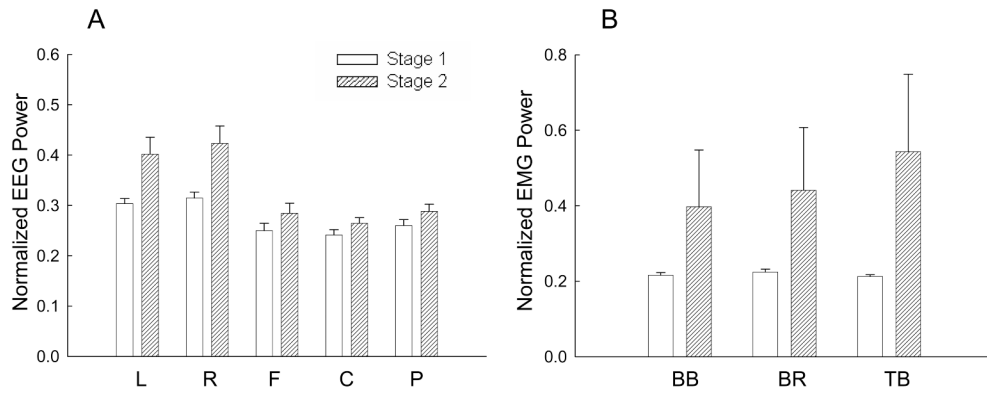 A
Normalized EEG Power
0.6
0.5
0.4
0.3
0.2
0.1
0.0
Stage 1
Stage 2
L R F C P
B
Normalized EMG Power
0.8
0.6
0.4
0.2
0.0
BB BR TB